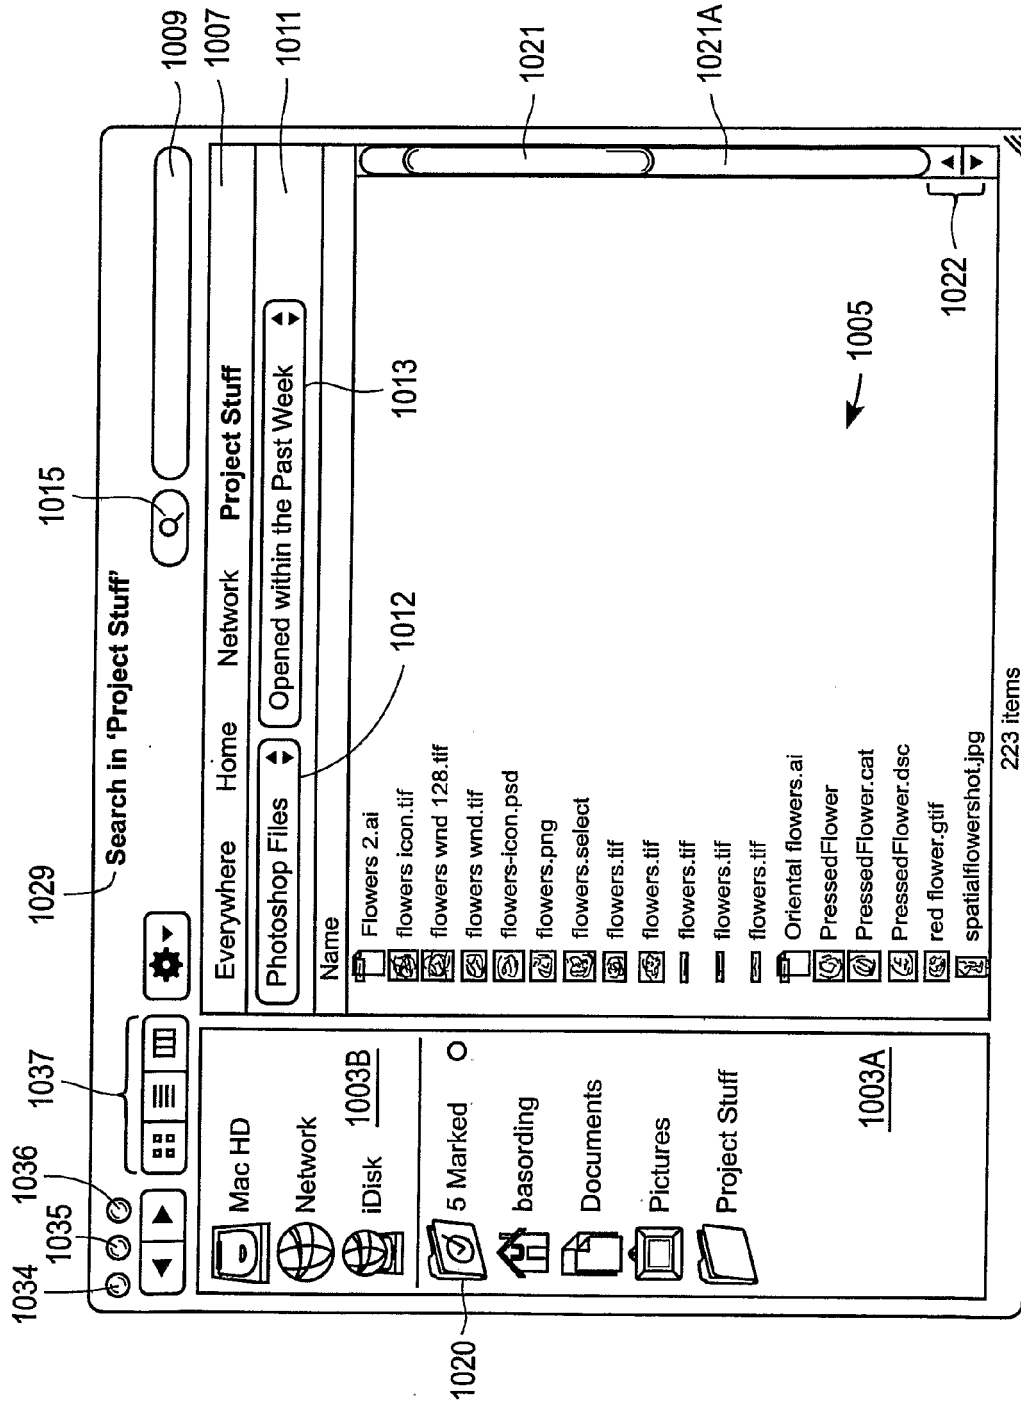 1034
1035
1036
1037
1029
1015
1009
1007
1011
Search in ‘Project Stuff’
Everywhere Home Network Project Stuff
Photoshop Files
Opened within the Past Week
1012
1013
Name
Mac HD
Network
iDisk
1003B
5 Marked
basording
Documents
Pictures
Project Stuff
1003A
1020
Flowers 2.ai
flowers icon.tif
flowers wnd 128.tif
flowers wnd.tif
flowers-icon.psd
flowers.png
flowers.select
flowers.tif
flowers.tif
flowers.tif
flowers.tif
flowers.tif
Oriental flowers.ai
PressedFlower
PressedFlower.cat
PressedFlower.dsc
red flower.gtif
spatialflowershot.jpg
1005
1021
1021A
1022
223 items